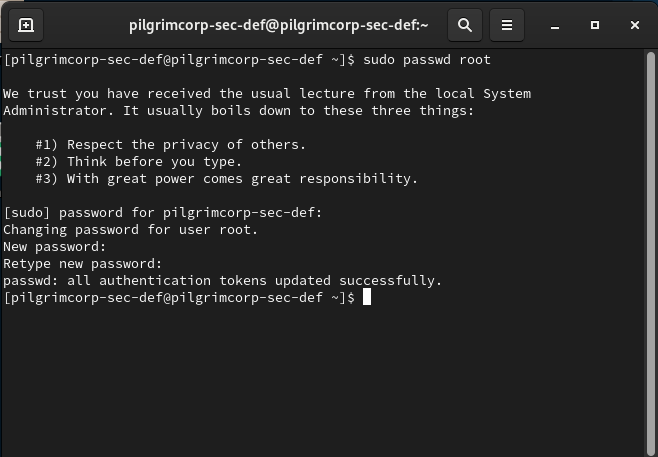 pilgrimcorp-sec-def@pilgrimcorp-sec-def:~
[pilgrimcorp-sec-def@pilgrimcorp-sec-def ~]$ sudo passwd root
We trust you have received the usual lecture from the local System
Administrator. It usually boils down to these three things:
#1) Respect the privacy of others.
#2) Think before you type.
#3) With great power comes great responsibility.
[sudo] password for pilgrimcorp-sec-def:
Changing password for user root.
New password:
Retype new password:
passwd: all authentication tokens updated successfully.
[pilgrimcorp-sec-def@pilgrimcorp-sec-def ~]$